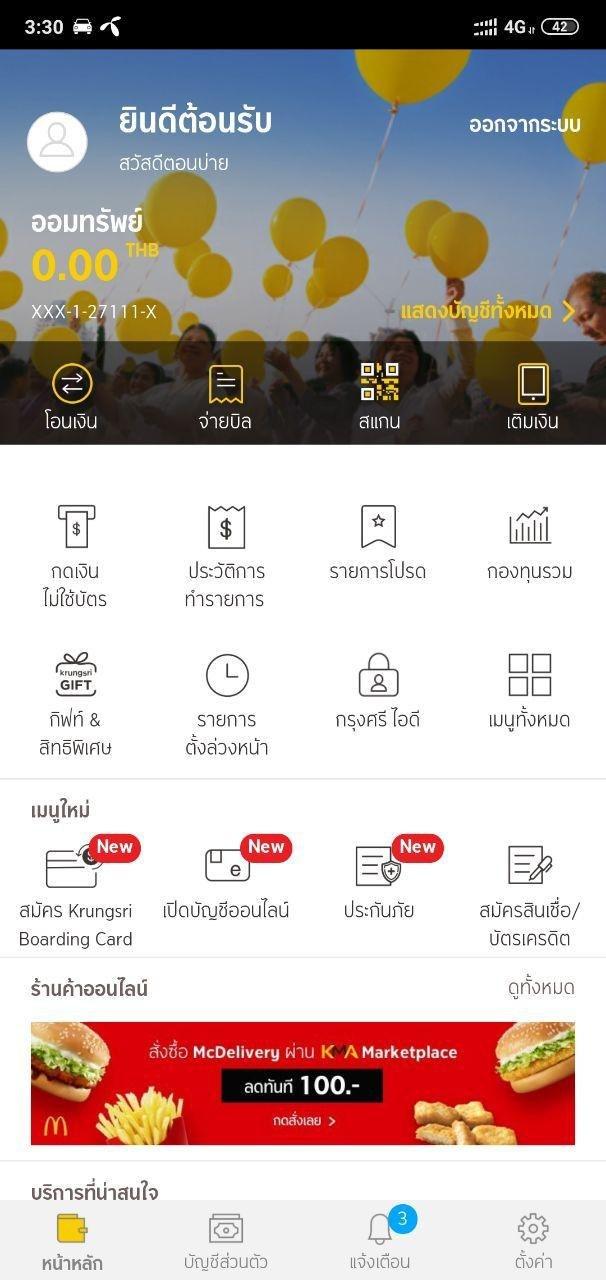 3:30 4G 42
ยินดีต้อนรับ
ออกจากระบบ
สวัสดีตอนบ่าย
ออมทรัพย์
0.00 THB
XXX-1-27111-X
แสดงบัญชีทั้งหมด
โอนเงิน จ่ายบิล สแกน เติมเงิน
กดเงิน ประวัติการ รายการโปรด กองทุนรวม
ไม่ใช้บัตร ทำรายการ
krungsri
GIFT
กิฟท์ & รายการ กรุงศรี ไอดี เมนูทั้งหมด
สิทธิพิเศษ ตั้งล่วงหน้า
เมนูใหม่
New New New
สมัคร Krungsri เปิดบัญชีออนไลน์ ประกันภัย สมัครสินเชื่อ/
Boarding Card บัตรเครดิต
ร้านค้าออนไลน์ ดูทั้งหมด
สั่งซื้อ McDelivery ผ่าน KMA Marketplace
ลดทันที 100.-
กดสั่งเลย >
บริการที่น่าสนใจ
3
หน้าหลัก บัญชีส่วนตัว แจ้งเตือน ตั้งค่า